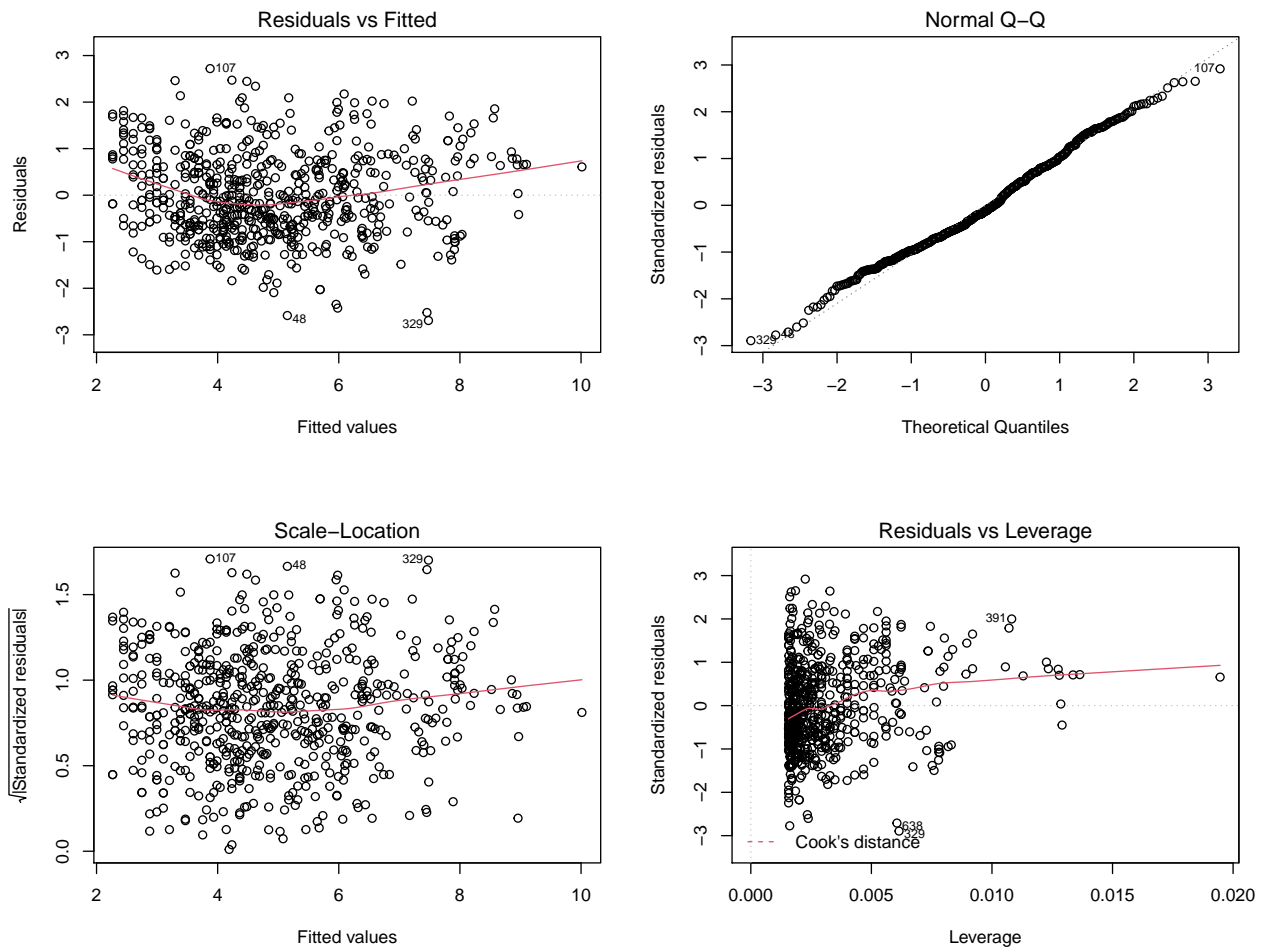 Residuals vs Fitted
Residuals
3
2
1
0
−1
−2
−3
107
48
329
2 4 6 8 10
Fitted values
Normal Q−Q
Standardized residuals
3
2
1
0
−1
−2
−3
107
329
48
−3 −2 −1 0 1 2 3
Theoretical Quantiles
Scale−Location
√|Standardized residuals|
1.5
1.0
0.5
0.0
107
48
329
2 4 6 8 10
Fitted values
Residuals vs Leverage
Standardized residuals
3
2
1
0
−1
−2
−3
391
638
329
Cook's distance
0.000 0.005 0.010 0.015 0.020
Leverage